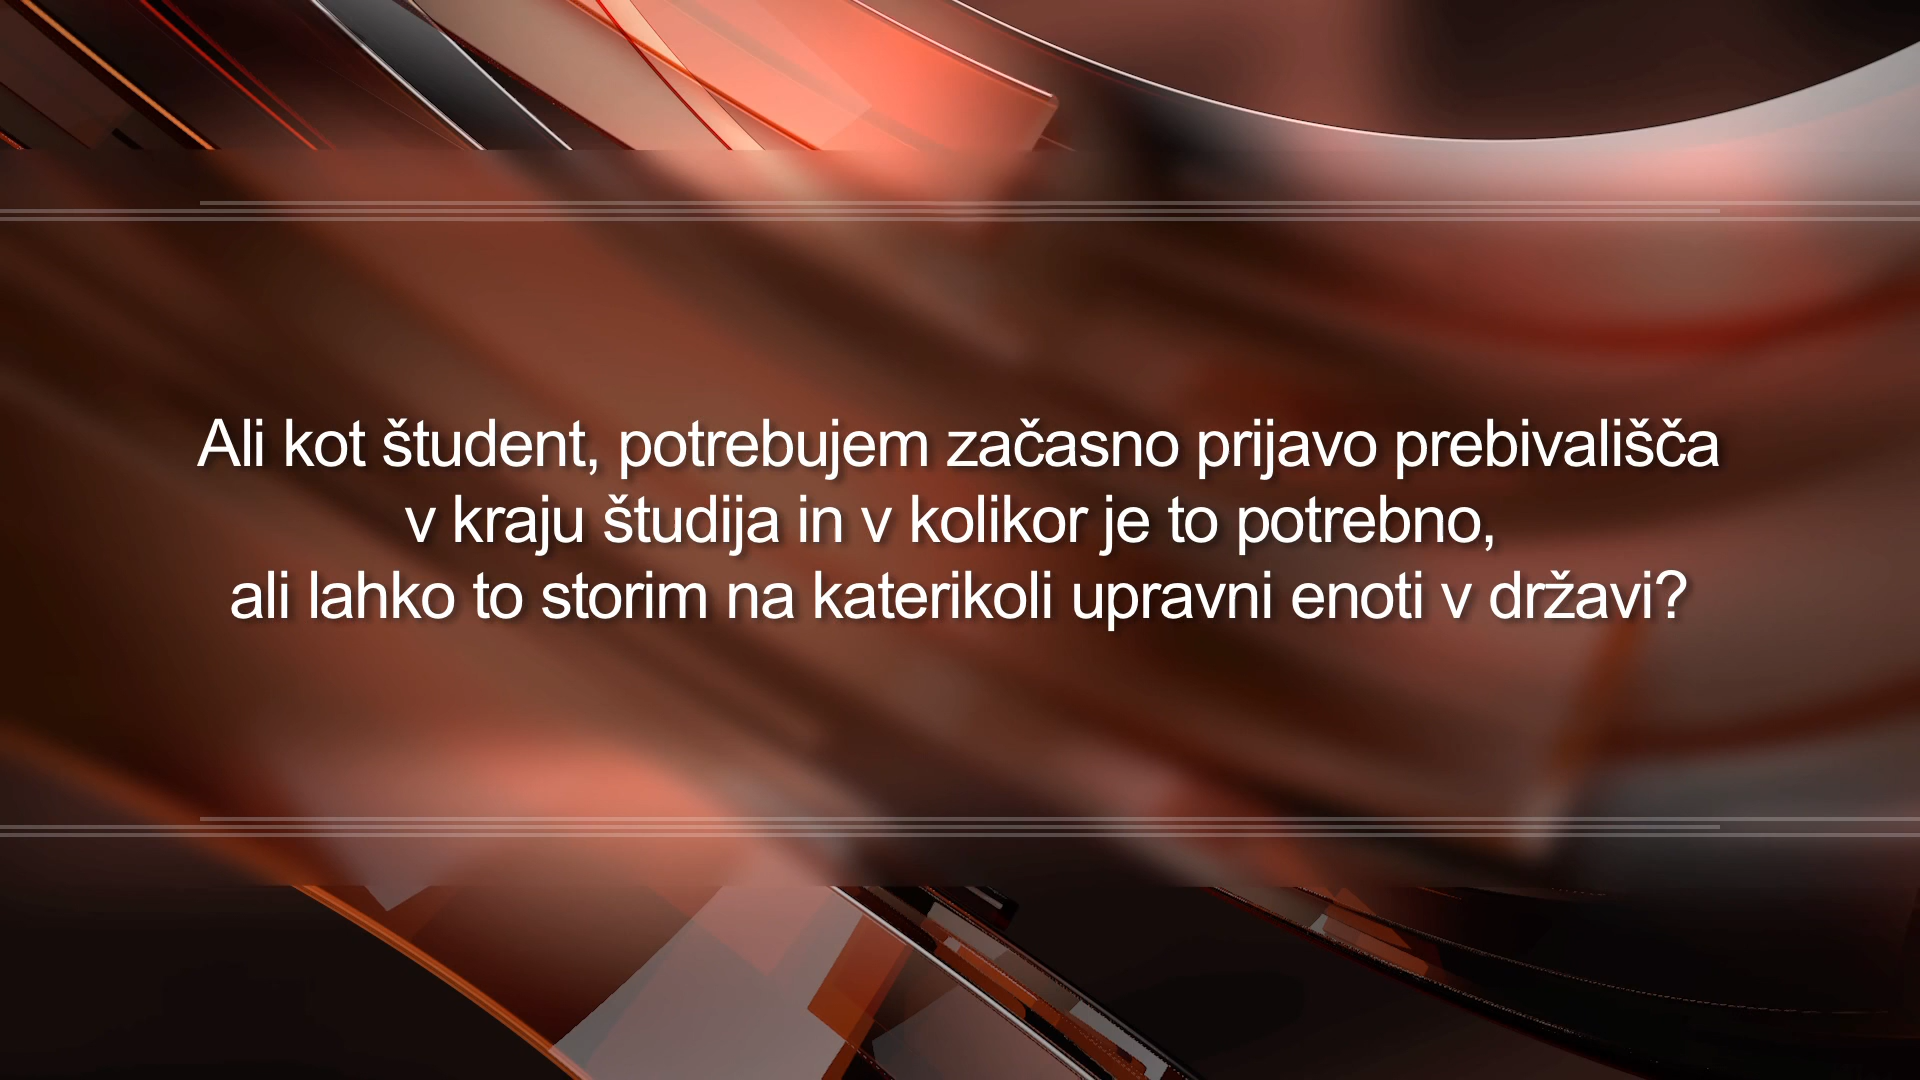 Ali kot študent, potrebujem začasno prijavo prebivališča
v kraju študija in v kolikor je to potrebno,
ali lahko to storim na katerikoli upravni enoti v državi?